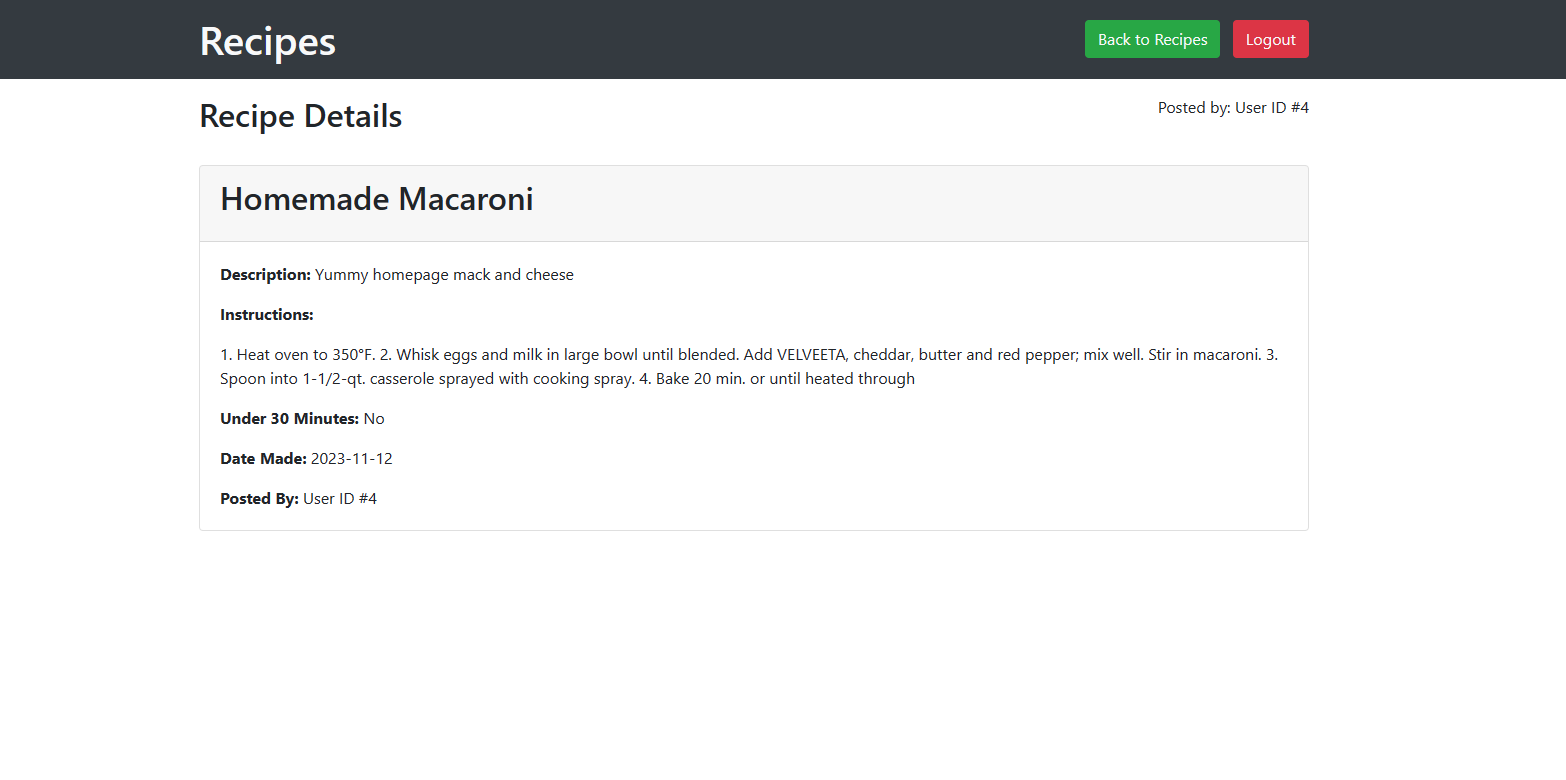 Recipes
Back to Recipes
Logout
Recipe Details
Posted by: User ID #4
Homemade Macaroni
Description: Yummy homepage mack and cheese
Instructions:
1. Heat oven to 350°F. 2. Whisk eggs and milk in large bowl until blended. Add VELVEETA, cheddar, butter and red pepper; mix well. Stir in macaroni. 3.
Spoon into 1-1/2-qt. casserole sprayed with cooking spray. 4. Bake 20 min. or until heated through
Under 30 Minutes: No
Date Made: 2023-11-12
Posted By: User ID #4